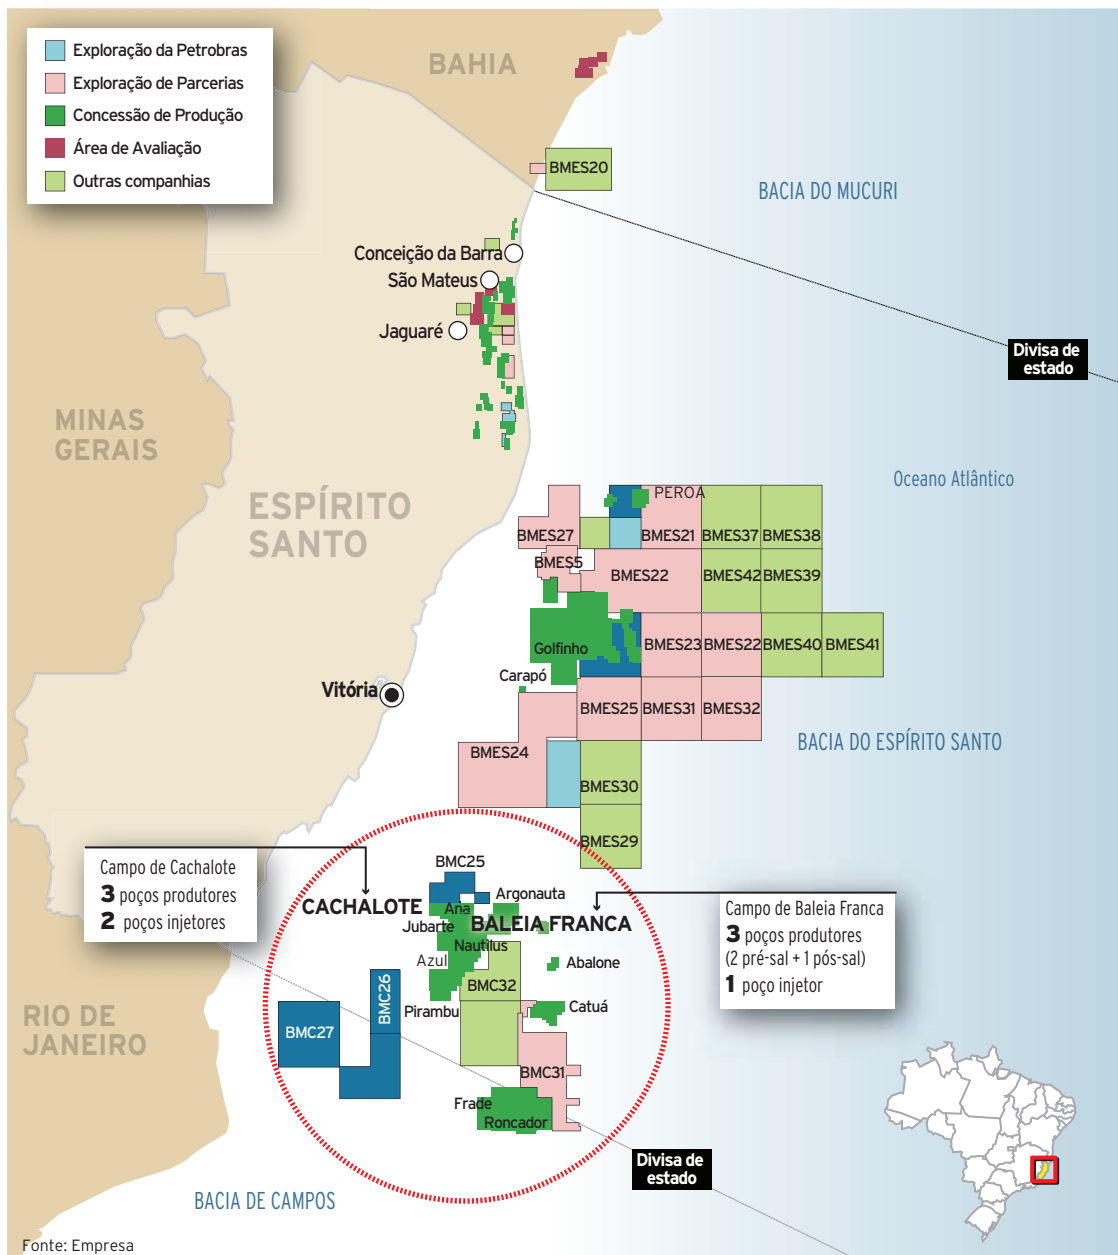 Exploração da Petrobras
Exploração de Parcerias
Concessão de Produção
Área de Avaliação
Outras companhias
BAHIA
BMES20
BACIA DO MUCURI
Conceição da Barra
São Mateus
Jaguaré
Divisa de
estado
MINAS
GERAIS
ESPÍRITO
SANTO
Oceano Atlântico
PEROA
BMES27
BMES21
BMES37
BMES38
BMES5
BMES22
BMES42
BMES39
Golfinho
BMES23
BMES22
BMES40
BMES41
Carapó
Vitória
BMES25
BMES31
BMES32
BACIA DO ESPÍRITO SANTO
BMES24
BMES30
BMES29
Campo de Cachalote
3 poços produtores
2 poços injetores
BMC25
Argonauta
CACHALOTE
Ana
Jubarte
BALEIA FRANCA
Nautilus
Azul
Abalone
Campo de Baleia Franca
3 poços produtores
(2 pré-sal + 1 pós-sal)
1 poço injetor
BMC26
BMC32
Pirambu
Catuá
BMC27
RIO DE
JANEIRO
BMC31
Frade
Roncador
Divisa de
estado
BACIA DE CAMPOS
Fonte: Empresa